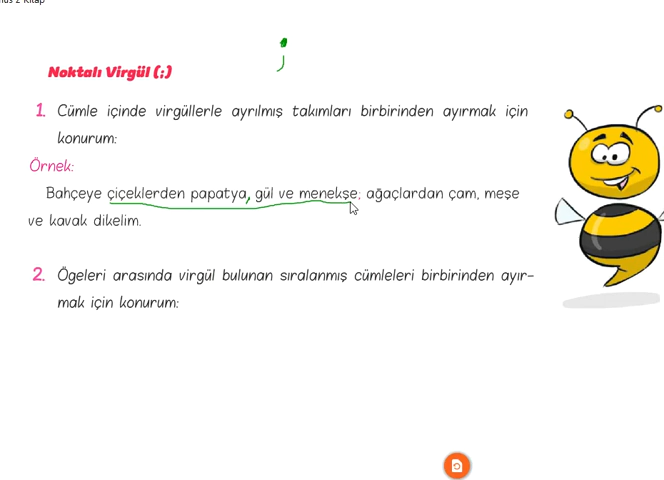 ;
Noktalı Virgül (;)
1. Cümle içinde virgüllerle ayrılmış takımları birbirinden ayırmak için
konurum:
Örnek:
Bahçeye çiçeklerden papatya, gül ve menekşe; ağaçlardan çam, meşe
ve kavak dikelim.
2. Ögeleri arasında virgül bulunan sıralanmış cümleleri birbirinden ayır-
mak için konurum: